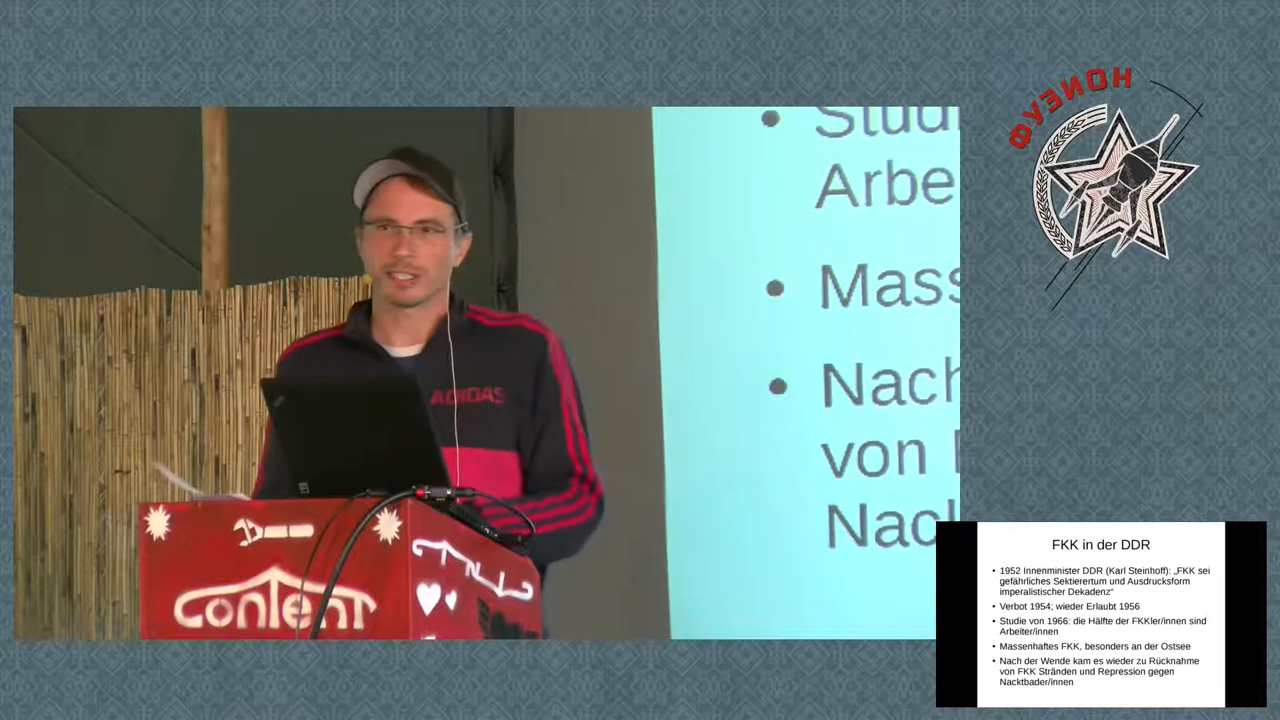 ФУЗИОН
Studi
Arbe
Mass
Nach
von
Nac
ADIDAS
conTenT
FKK in der DDR
• 1952 Innenminister DDR (Karl Steinhoff): „FKK sei
gefährliches Sektierertum und Ausdrucksform
imperialistischer Dekadenz“
• Verbot 1954; wieder Erlaubt 1956
• Studie von 1966: die Hälfte der FKKler/innen sind
Arbeiter/innen
• Massenhaftes FKK, besonders an der Ostsee
• Nach der Wende kam es wieder zu Rücknahme
von FKK Stränden und Repression gegen
Nacktbader/innen